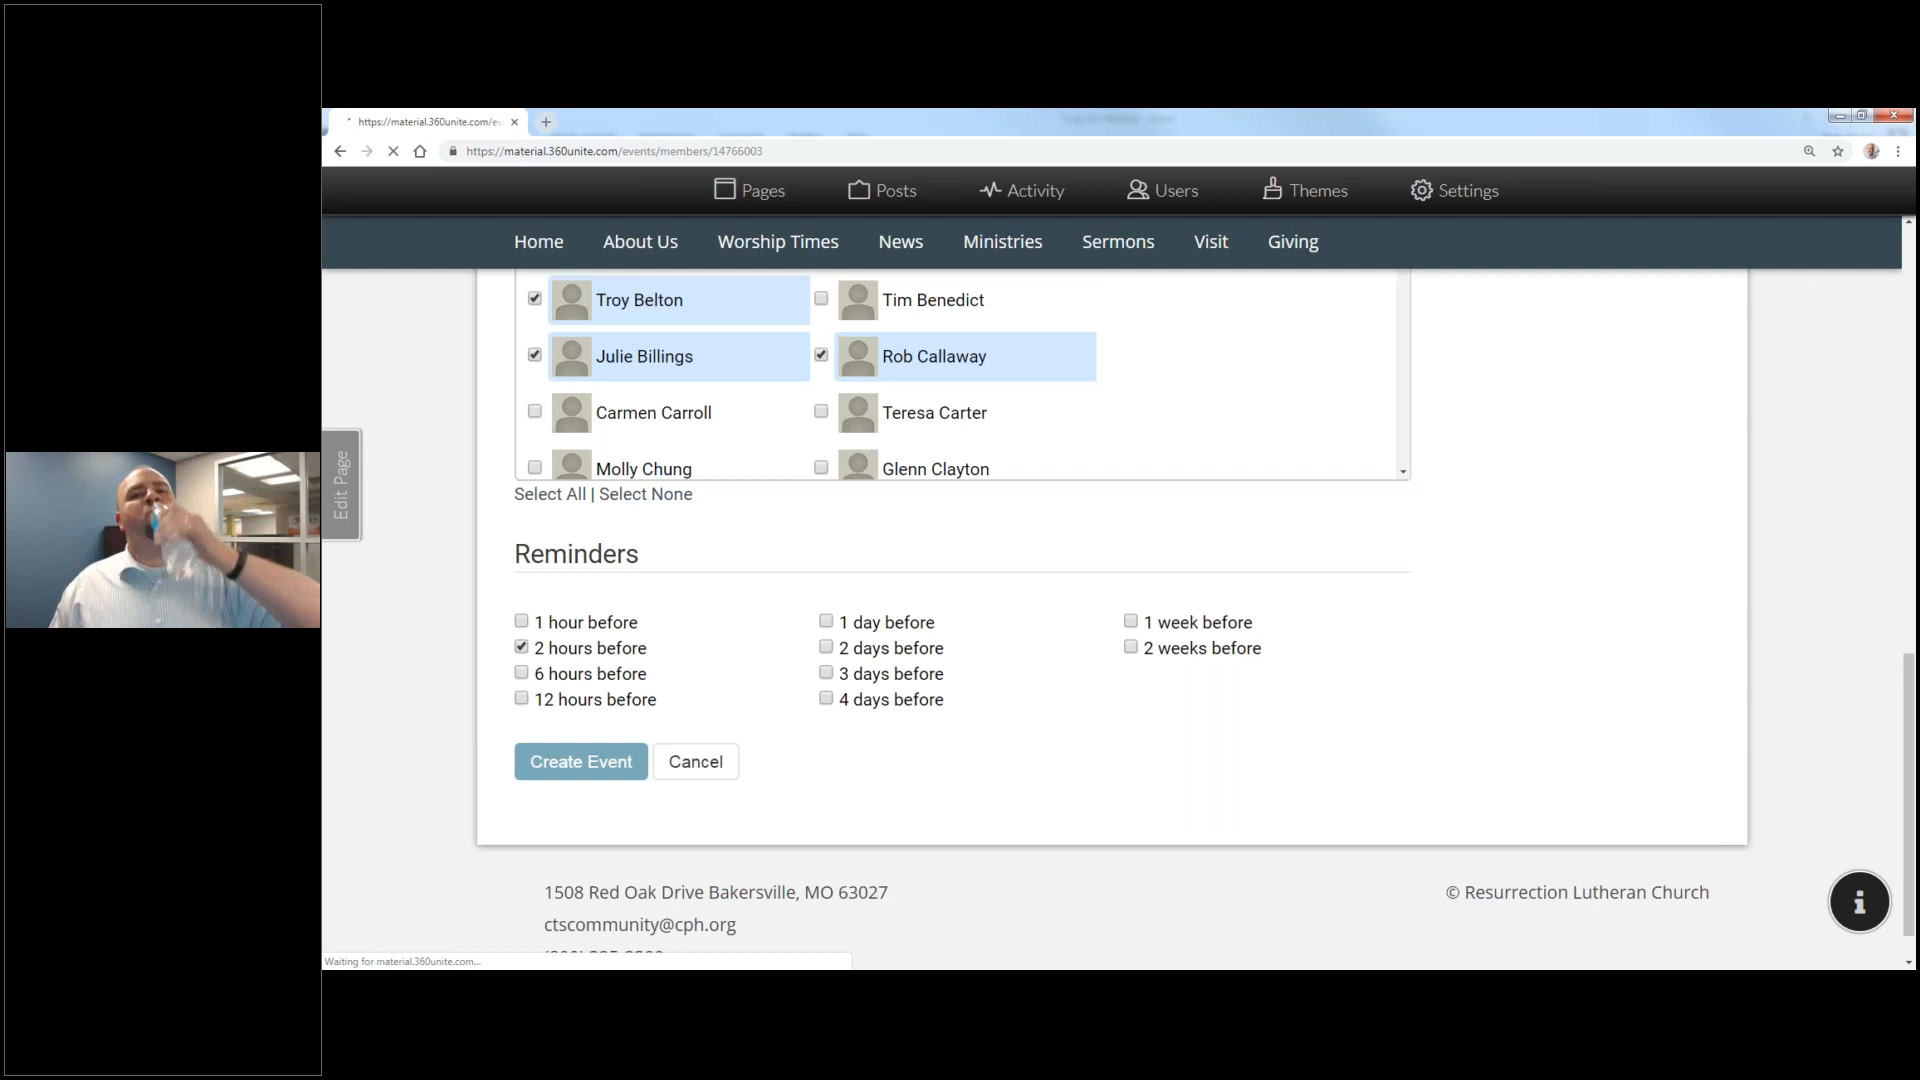 https://material.360unite.com/ev
https://material.360unite.com/events/members/14766003
Pages Posts Activity Users Themes Settings
Home About Us Worship Times News Ministries Sermons Visit Giving
Troy Belton Tim Benedict
Julie Billings Rob Callaway
Carmen Carroll Teresa Carter
Molly Chung Glenn Clayton
Select All | Select None
Edit Page
Reminders
1 hour before 1 day before 1 week before
2 hours before 2 days before 2 weeks before
6 hours before 3 days before
12 hours before 4 days before
Create Event Cancel
1508 Red Oak Drive Bakersville, MO 63027 © Resurrection Lutheran Church
ctscommunity@cph.org
Waiting for material.360unite.com...